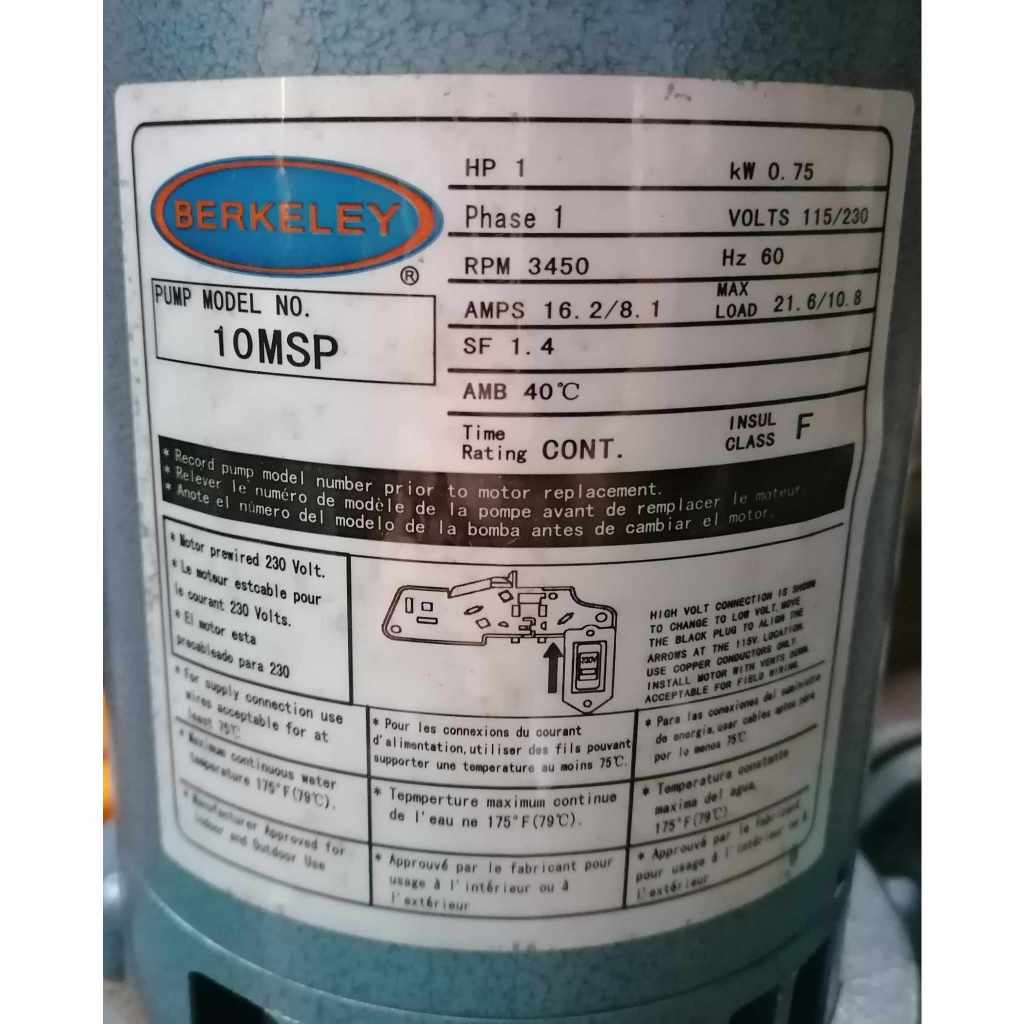 BERKELEY
®
PUMP MODEL NO.
10MSP
HP 1
kW 0.75
Phase 1
VOLTS 115/230
RPM 3450
Hz 60
AMPS 16.2/8.1
MAX
LOAD 21.6/10.8
SF 1.4
AMB 40℃
Time
Rating CONT.
INSUL
CLASS F
* Record pump model number prior to motor replacement.
* Relever le numéro de modèle de la pompe avant de remplacer le moteur.
* Anote el número del modelo de la bomba antes de cambiar el motor.
* Motor prewired 230 Volt.
* Le moteur estcable pour
le courant 230 Volts.
* El motor esta
precableado para 230
230V
HIGH VOLT CONNECTION IS SHOWN
TO CHANGE TO LOW VOLT, MOVE
THE BLACK PLUG TO ALIGN THE
ARROWS AT THE 115V. LOCATION.
USE COPPER CONDUCTORS ONLY.
INSTALL MOTOR WITH VENTS DOWN.
ACCEPTABLE FOR FIELD WIRING.
* For supply connection use
wires acceptable for at
least 75℃
* Maximum continuous water
temperature 175°F(79℃).
* Manufacturer Approved for
Indoor and Outdoor Use
* Pour les connexions du courant
d'alimentation, utiliser des fils pouvant
supporter une temperature au moins 75℃.
* Tepmperture maximum continue
de l'eau ne 175°F(79℃).
* Approuvé par le fabricant pour
usage à l'intérieur ou à
l'extérieur
* Para las conexiones del suministro
de energia, usar cables aptos para
por lo menos 75℃
* Temperatura constante
maxima del agua,
175°F(79℃)
* Approuvé par le fabricant
pour usage à l'intérieur ou à
l'extérieur